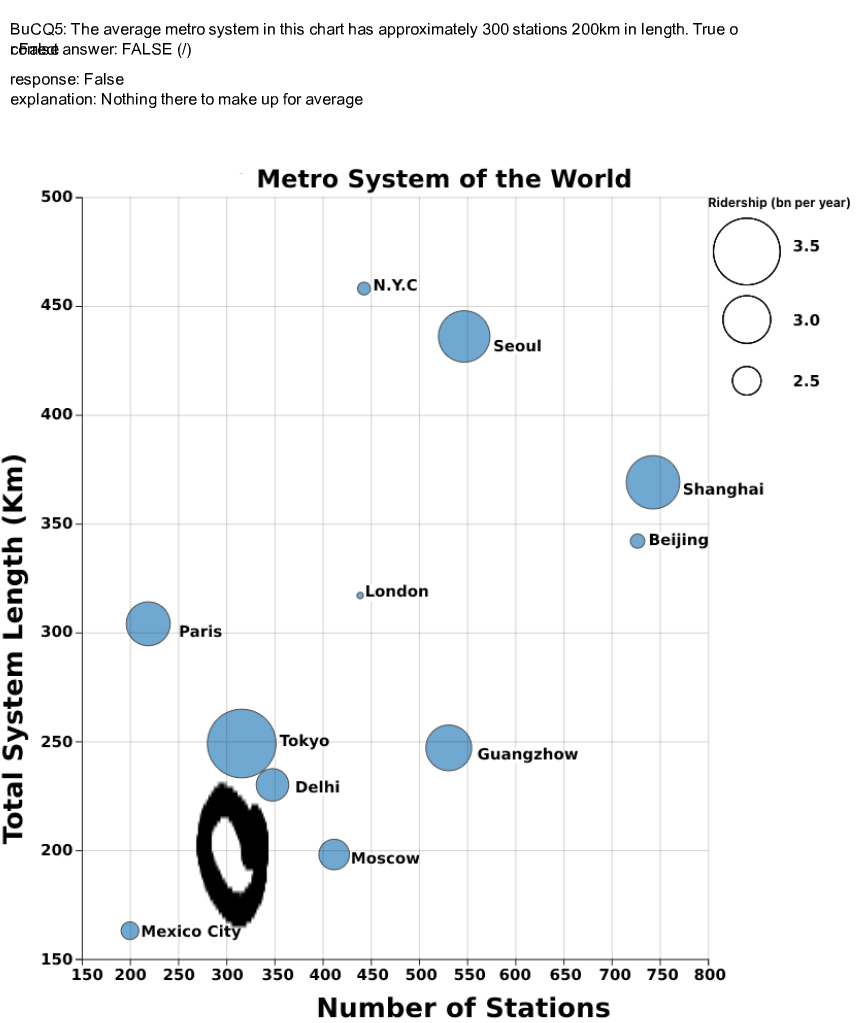 BuCQ5: The average metro system in this chart has approximately 300 stations 200km in length. True o
r False
correct answer: FALSE (/)
response: False
explanation: Nothing there to make up for average
Metro System of the World
Ridership (bn per year)
3.5
3.0
2.5
500
450
400
350
300
250
200
150
Total System Length (Km)
N.Y.C
Seoul
Shanghai
Beijing
London
Paris
Tokyo
Guangzhow
Delhi
Moscow
Mexico City
150 200 250 300 350 400 450 500 550 600 650 700 750 800
Number of Stations